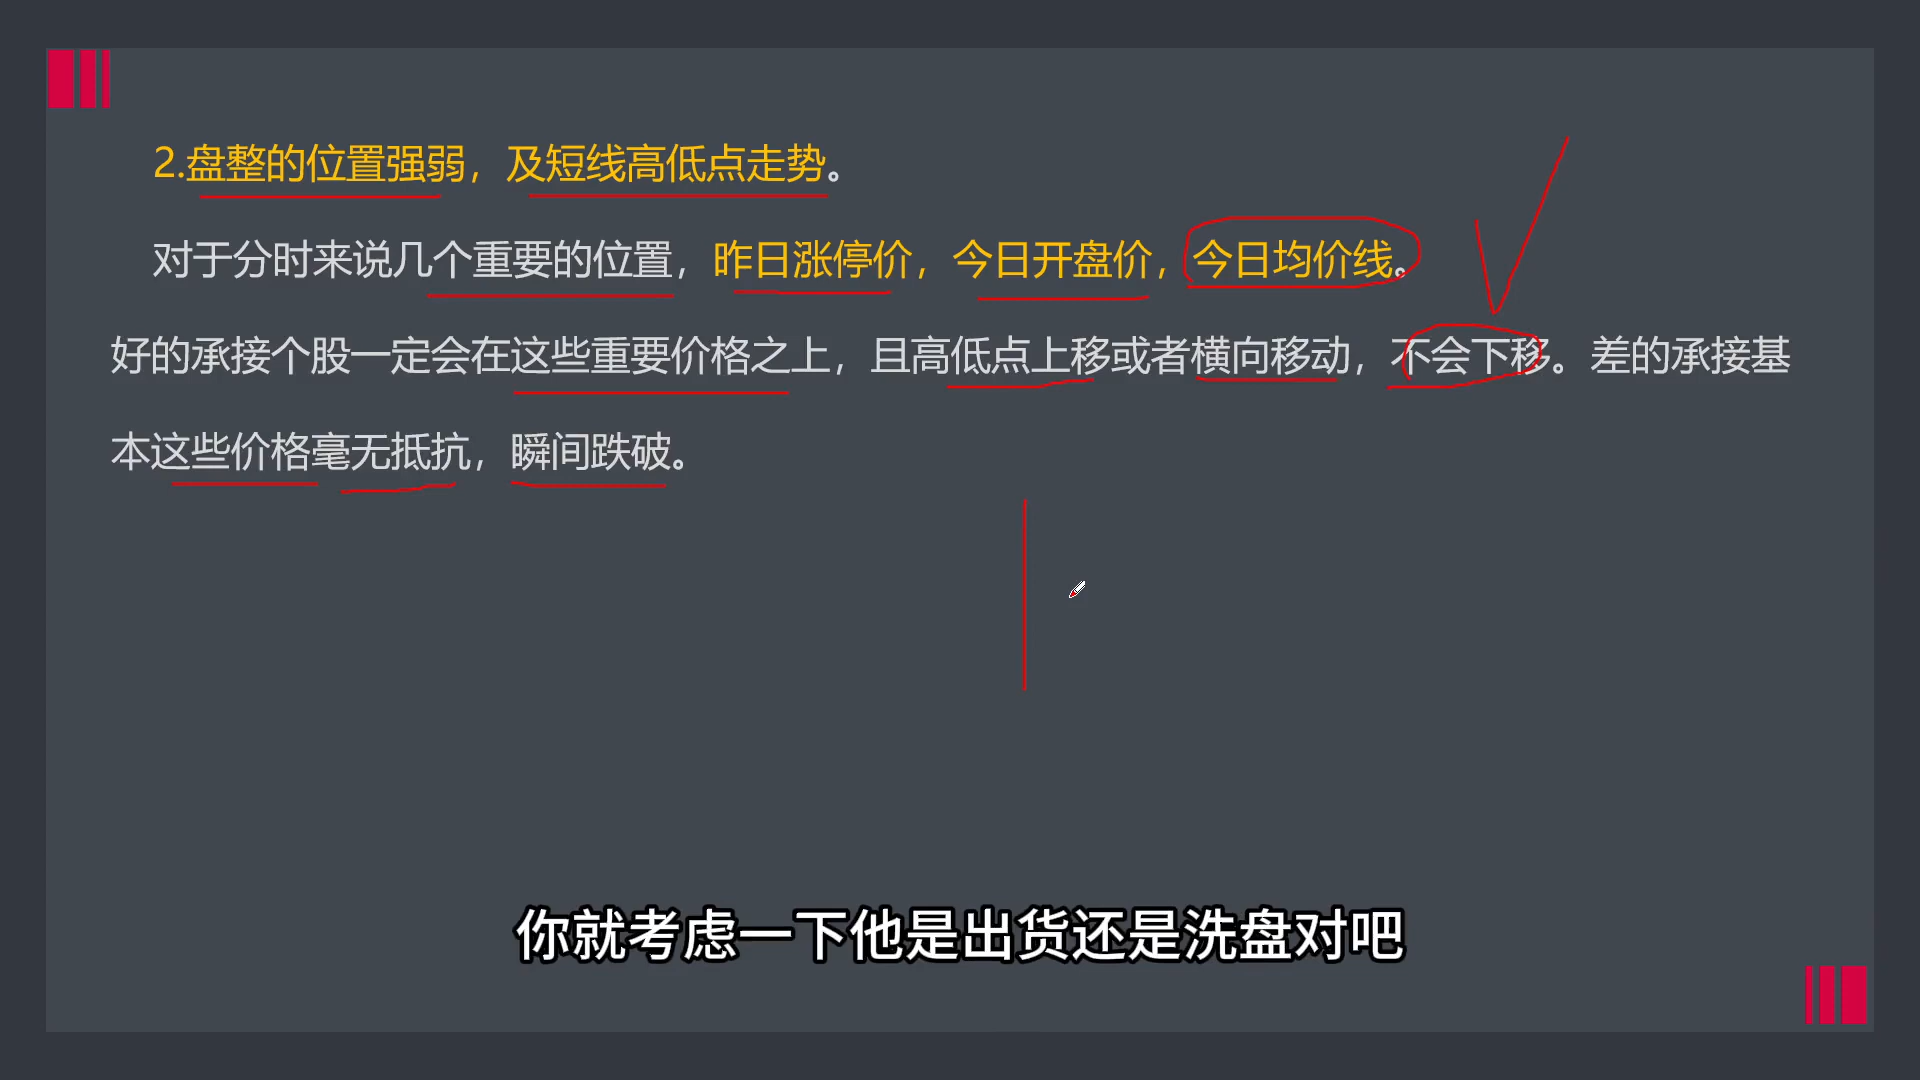 2.盘整的位置强弱，及短线高低点走势。
对于分时来说几个重要的位置，昨日涨停价，今日开盘价，今日均价线。
好的承接个股一定会在这些重要价格之上，且高低点上移或者横向移动，不会下移。差的承接基
本这些价格毫无抵抗，瞬间跌破。
你就考虑一下他是出货还是洗盘对吧